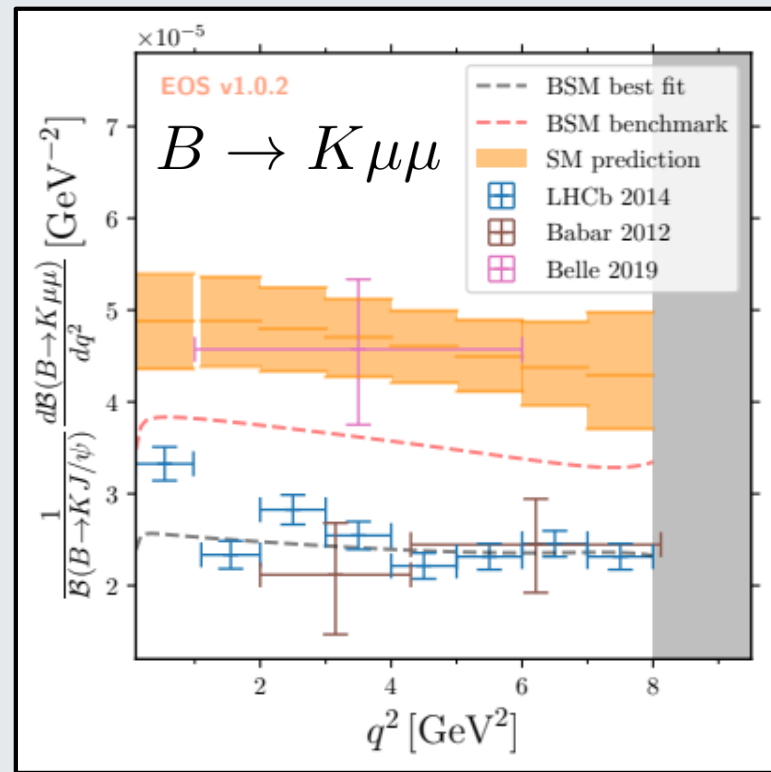 ×10⁻⁵
EOS v1.0.2
B → Kμμ
BSM best fit
BSM benchmark
SM prediction
LHCb 2014
Babar 2012
Belle 2019
1/𝓑(B→KJ/ψ) d𝓑(B→Kμμ)/dq² [GeV⁻²]
7
6
5
4
3
2
2 4 6 8
q² [GeV²]